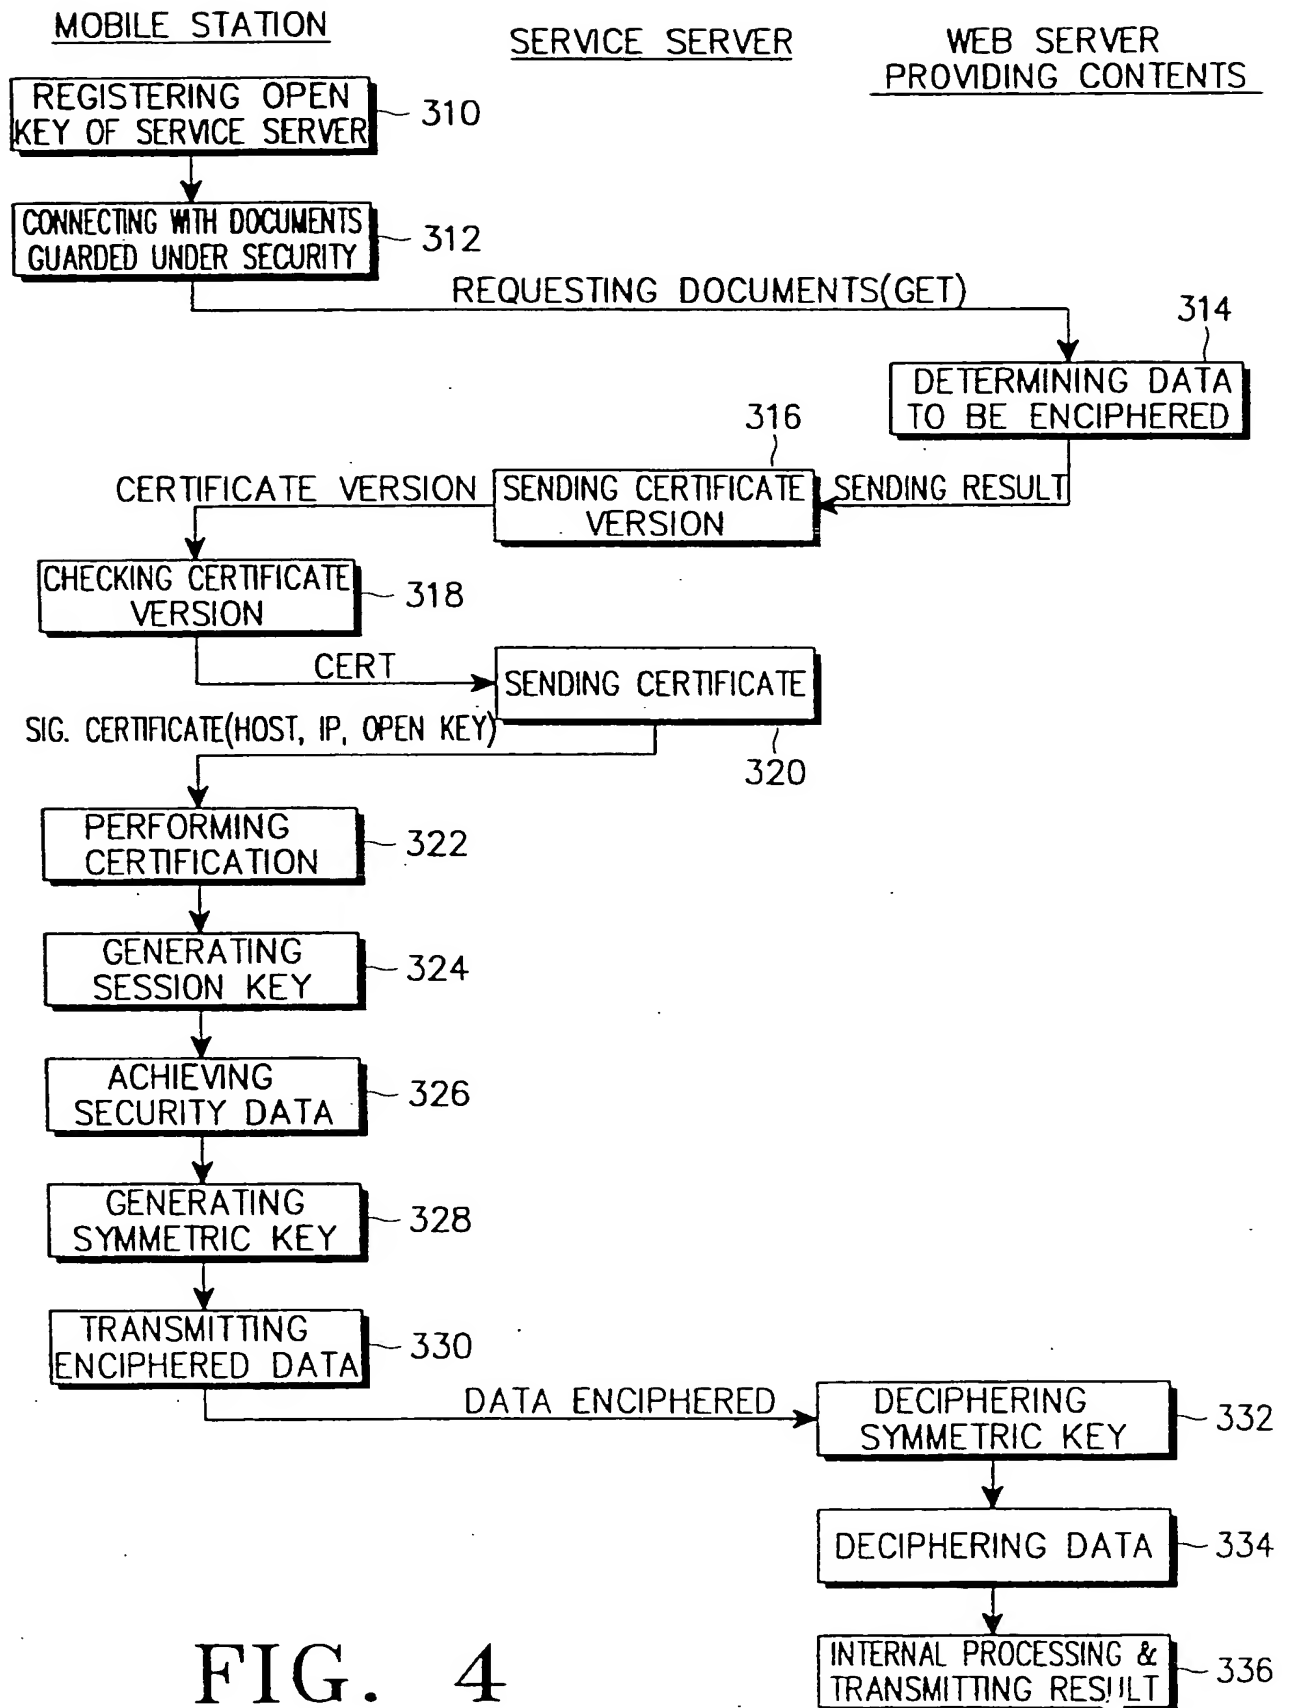 MOBILE STATION
SERVICE SERVER
WEB SERVER
PROVIDING CONTENTS
REGISTERING OPEN
KEY OF SERVICE SERVER
310
CONNECTING WITH DOCUMENTS
GUARDED UNDER SECURITY
312
REQUESTING DOCUMENTS(GET)
314
DETERMINING DATA
TO BE ENCIPHERED
316
CERTIFICATE VERSION
SENDING CERTIFICATE
VERSION
SENDING RESULT
CHECKING CERTIFICATE
VERSION
318
CERT
SENDING CERTIFICATE
SIG. CERTIFICATE(HOST, IP, OPEN KEY)
320
PERFORMING
CERTIFICATION
322
GENERATING
SESSION KEY
324
ACHIEVING
SECURITY DATA
326
GENERATING
SYMMETRIC KEY
328
TRANSMITTING
ENCIPHERED DATA
330
DATA ENCIPHERED
DECIPHERING
SYMMETRIC KEY
332
DECIPHERING DATA
334
INTERNAL PROCESSING &
TRANSMITTING RESULT
336
FIG. 4